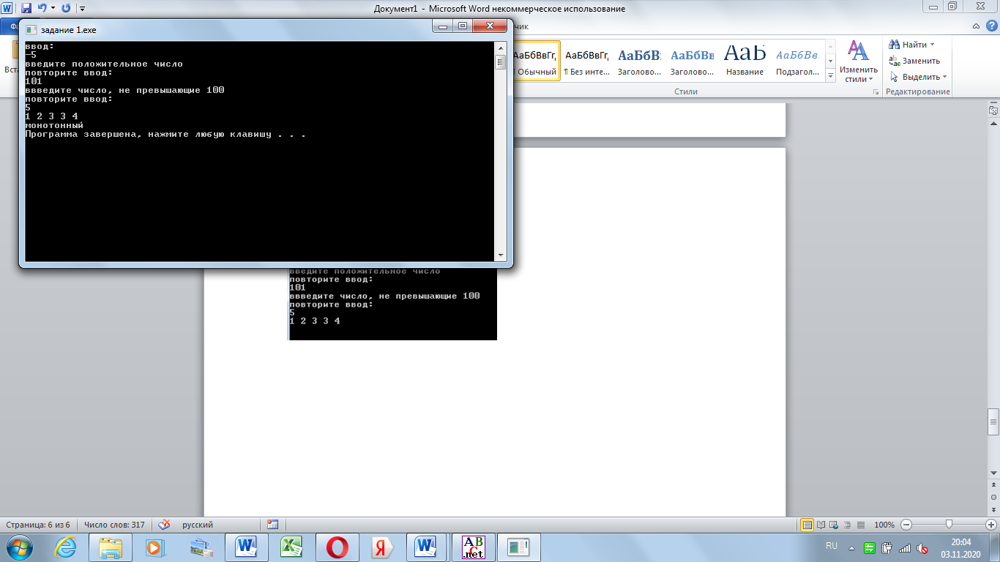 Документ1 - Microsoft Word некоммерческое использование
задание 1.exe
ввод:
-5
введите положительное число
повторите ввод:
101
ввведите число, не превышающие 100
повторите ввод:
5
1 2 3 3 4
монотонный
Программа завершена, нажмите любую клавишу . . .
чик
АаБбВвГг,
¶ Обычный
АаБбВвГг,
¶ Без инте...
АаБбВ
Заголово...
АаБбВв
Заголово...
АаБ
Название
АаБбВв.
Подзагол...
Изменить
стили
Стили
Найти
Заменить
Выделить
Редактирование
введите положительное число
повторите ввод:
101
ввведите число, не превышающие 100
повторите ввод:
5
1 2 3 3 4
Страница: 6 из 6
Число слов: 317
русский
100%
ABC.net
RU
20:04
03.11.2020